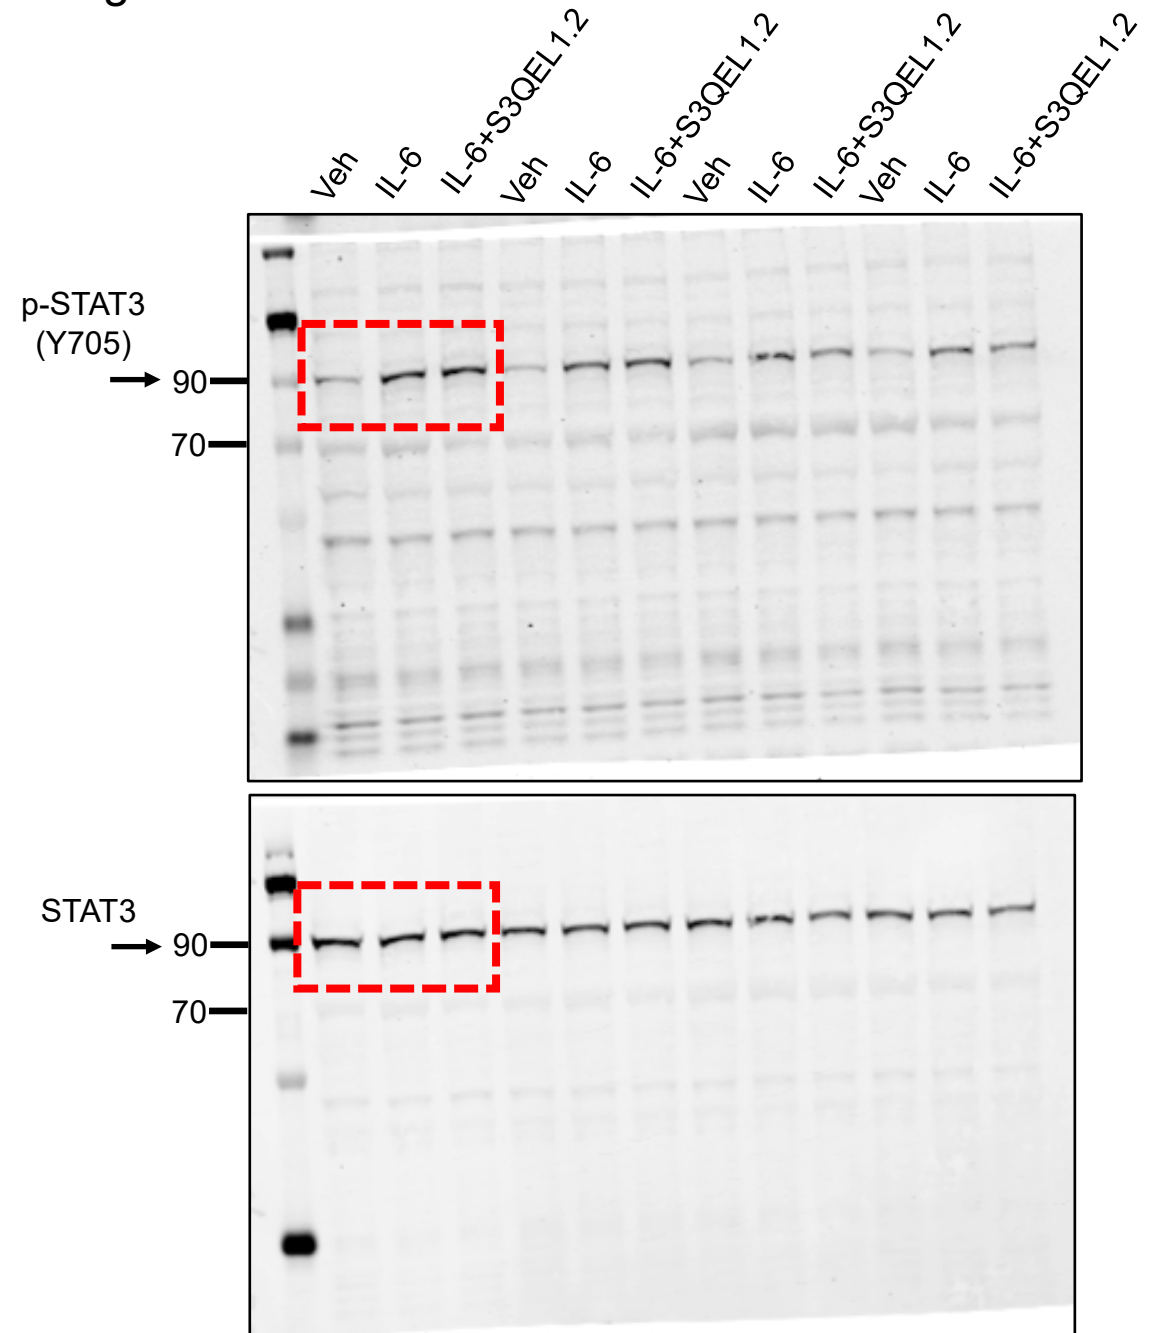 Veh IL-6 IL-6+S3QEL1.2 Veh IL-6 IL-6+S3QEL1.2 Veh IL-6 IL-6+S3QEL1.2 Veh IL-6 IL-6+S3QEL1.2
p-STAT3
(Y705)
90
70
STAT3
90
70